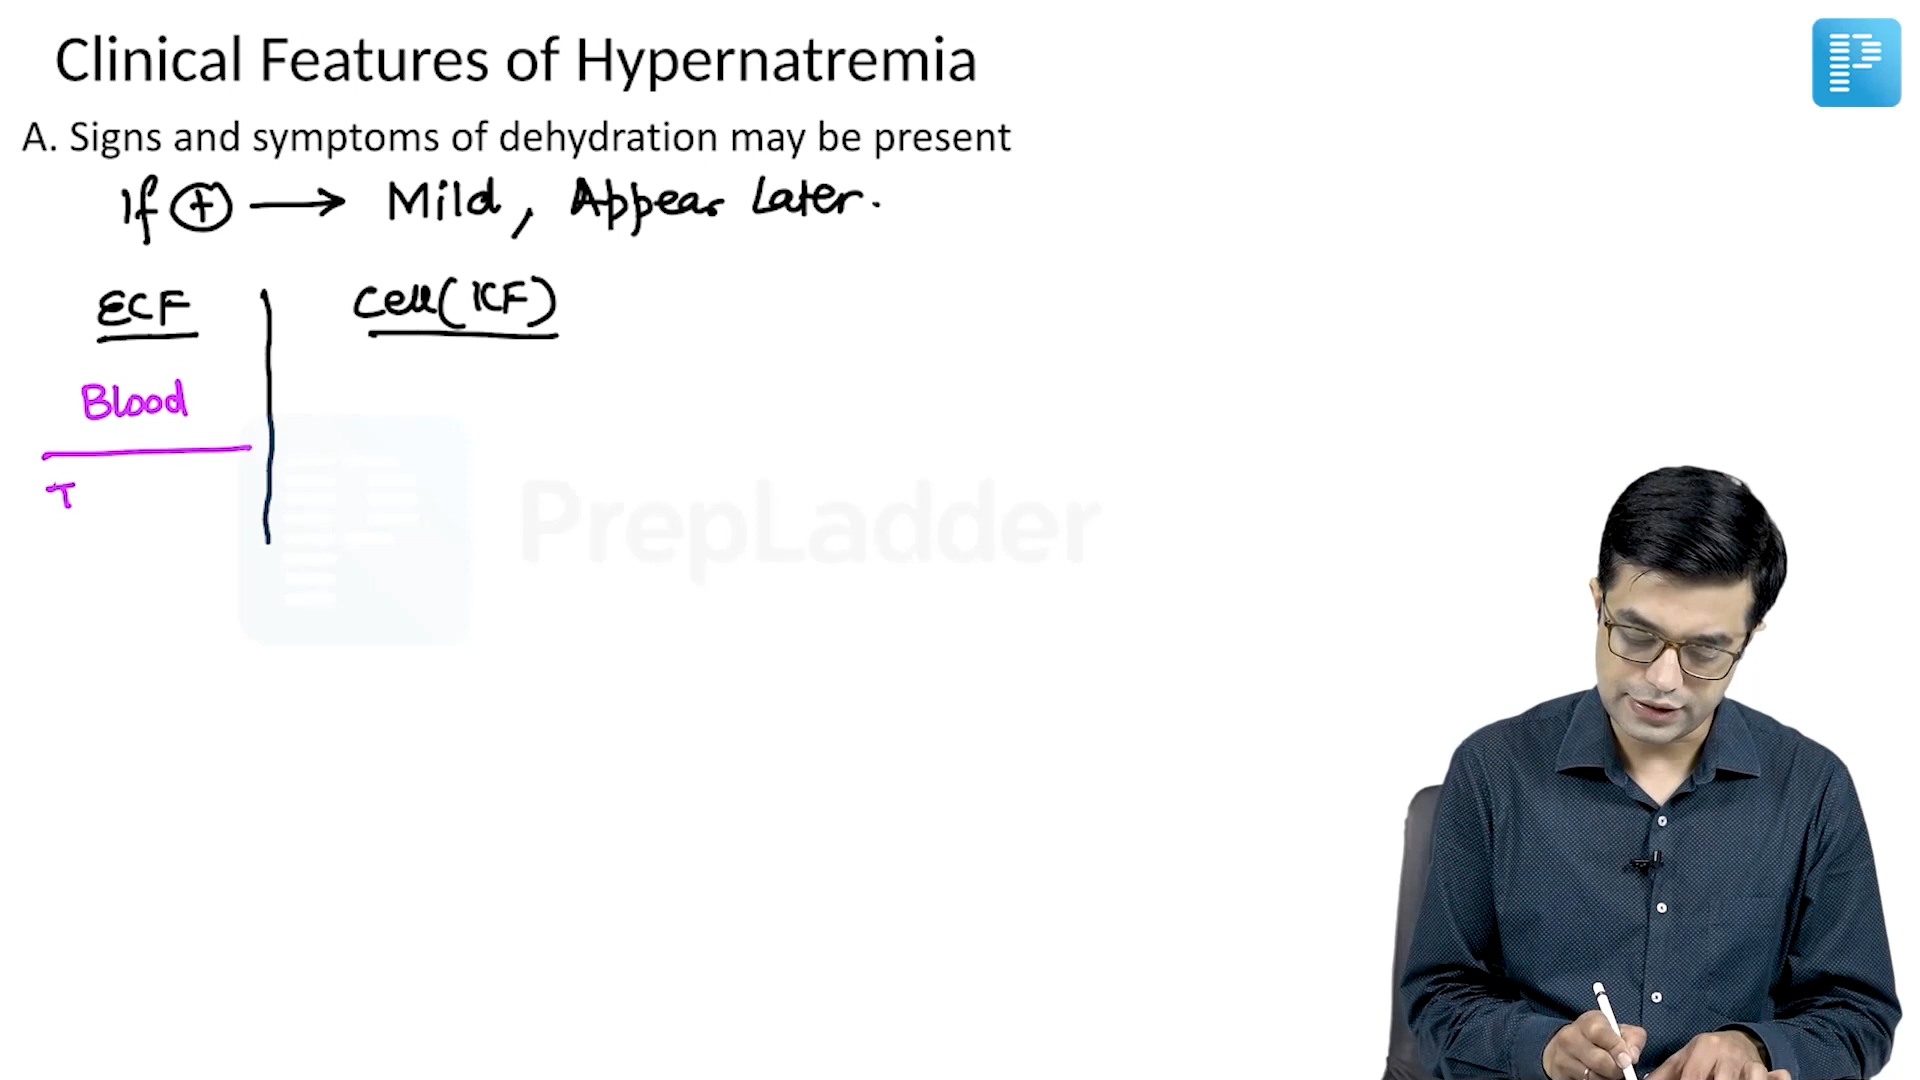 Clinical Features of Hypernatremia
A. Signs and symptoms of dehydration may be present
If + → Mild, Appear Later.
ECF Cell (ICF)
Blood
T
PrepLadder